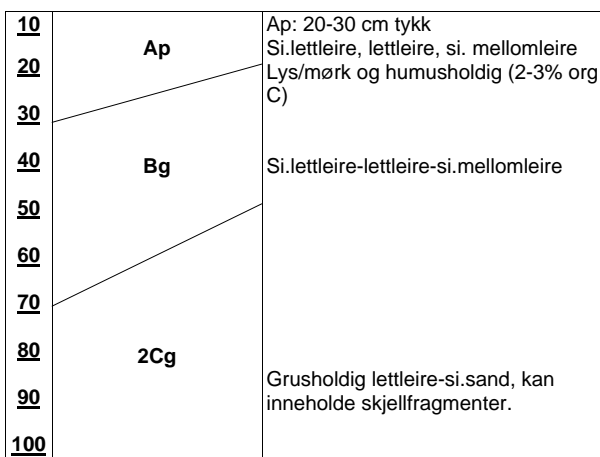 10
Ap
Ap: 20-30 cm tykk
Si.lettleire, lettleire, si. mellomleire
20
Lys/mørk og humusholdig (2-3% org
C)
30
40
Bg
Si.lettleire-lettleire-si.mellomleire
50
60
70
80
2Cg
Grusholdig lettleire-si.sand, kan
90
inneholde skjellfragmenter.
100